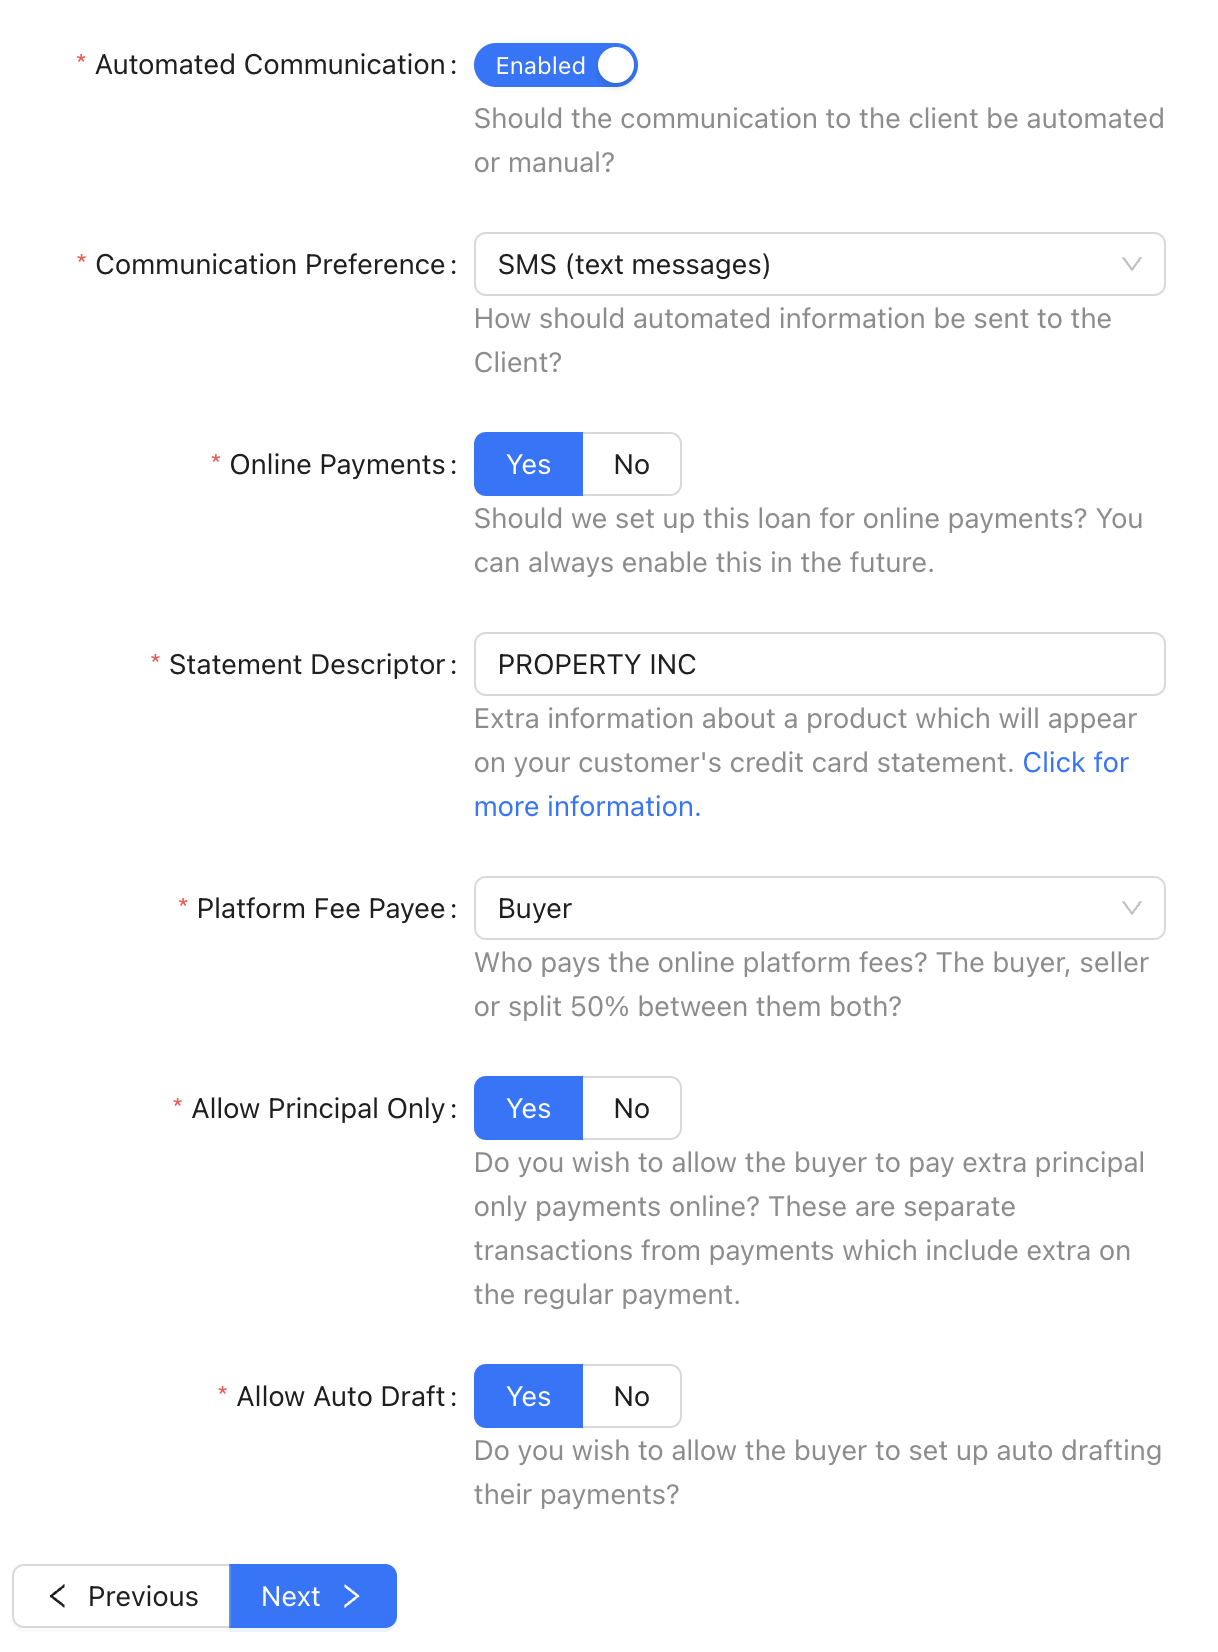 * Automated Communication: Enabled
Should the communication to the client be automated
or manual?
* Communication Preference: SMS (text messages)
How should automated information be sent to the
Client?
* Online Payments: Yes No
Should we set up this loan for online payments? You
can always enable this in the future.
* Statement Descriptor: PROPERTY INC
Extra information about a product which will appear
on your customer's credit card statement. Click for
more information.
* Platform Fee Payee: Buyer
Who pays the online platform fees? The buyer, seller
or split 50% between them both?
* Allow Principal Only: Yes No
Do you wish to allow the buyer to pay extra principal
only payments online? These are separate
transactions from payments which include extra on
the regular payment.
* Allow Auto Draft: Yes No
Do you wish to allow the buyer to set up auto drafting
their payments?
Previous Next